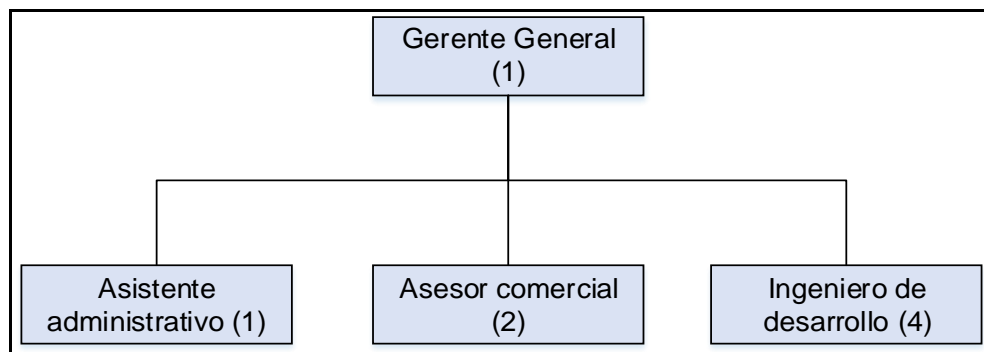 Gerente General
(1)
Asistente
administrativo (1)
Asesor comercial
(2)
Ingeniero de
desarrollo (4)